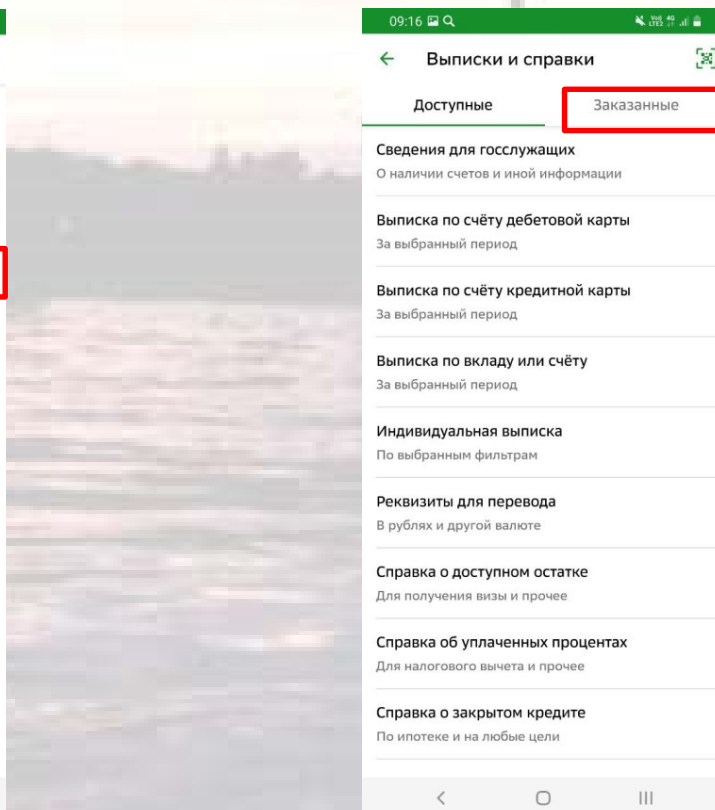 09:16
Выписки и справки
Доступные
Заказанные
Сведения для госслужащих
О наличии счетов и иной информации
Выписка по счёту дебетовой карты
За выбранный период
Выписка по счёту кредитной карты
За выбранный период
Выписка по вкладу или счёту
За выбранный период
Индивидуальная выписка
По выбранным фильтрам
Реквизиты для перевода
В рублях и другой валюте
Справка о доступном остатке
Для получения визы и прочее
Справка об уплаченных процентах
Для налогового вычета и прочее
Справка о закрытом кредите
По ипотеке и на любые цели